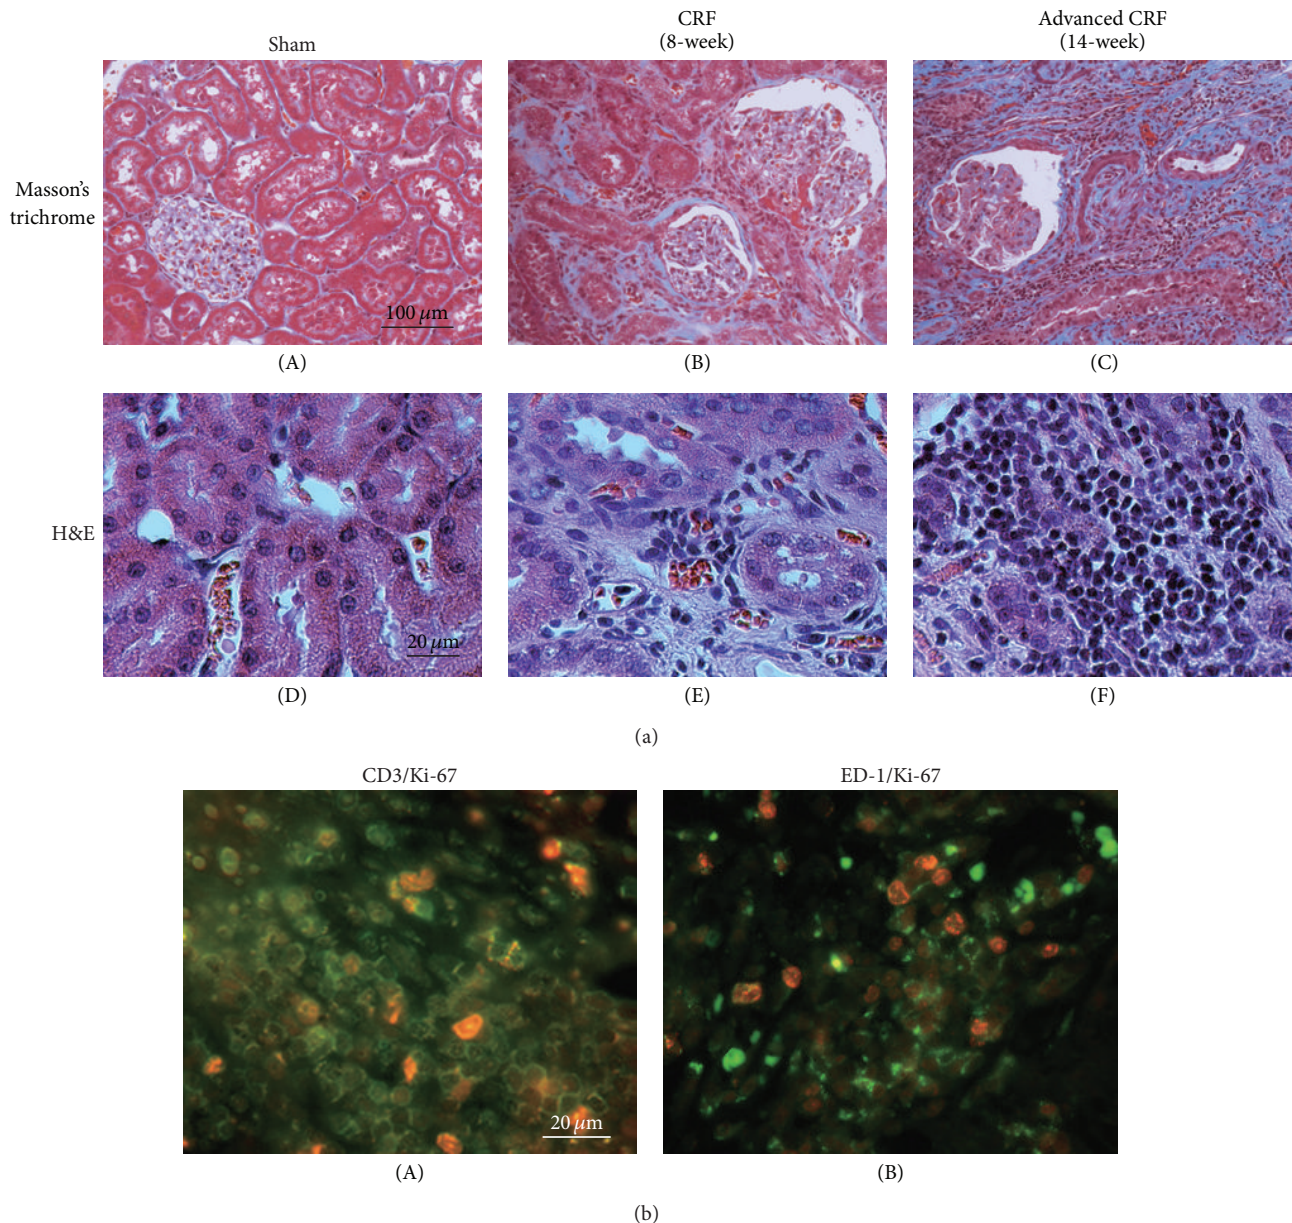 Sham
CRF
(8-week)
Advanced CRF
(14-week)
Masson's
trichrome
100 μm
(A)
(B)
(C)
H&E
20 μm
(D)
(E)
(F)
(a)
CD3/Ki-67
ED-1/Ki-67
20 μm
(A)
(B)
(b)